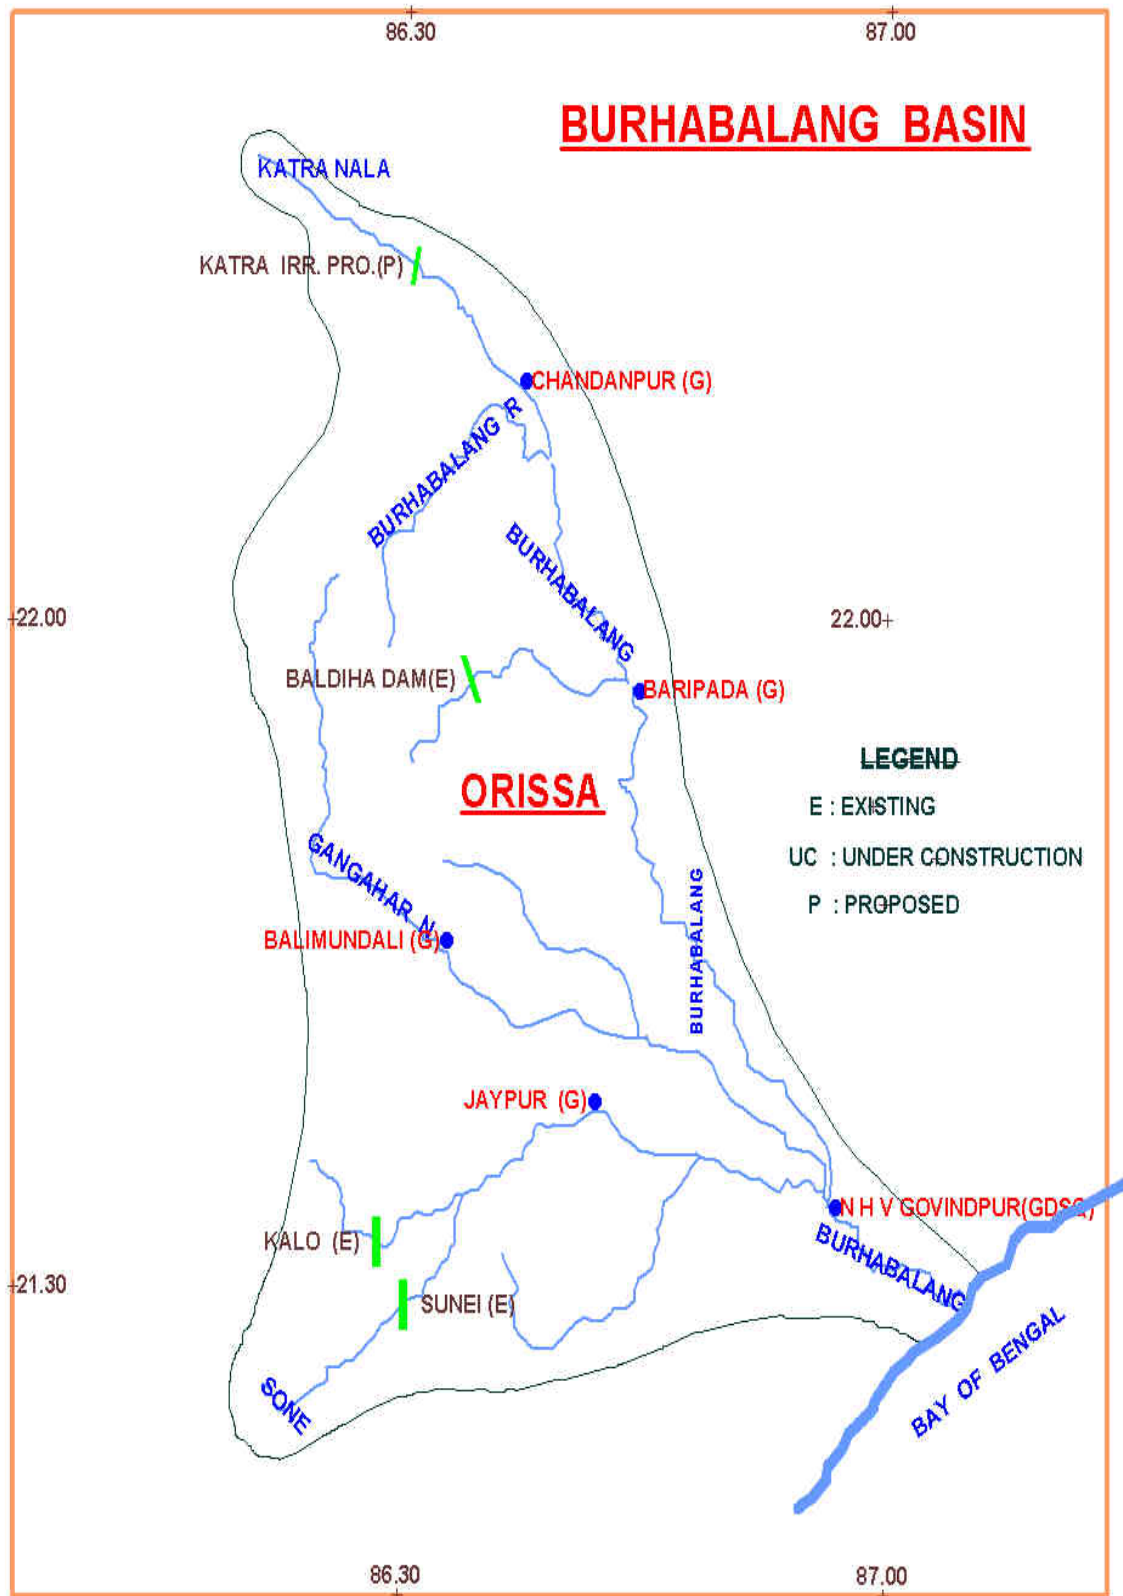 86.30 87.00
BURHABALANG BASIN
KATRA NALA
KATRA IRR. PRO.(P)
CHANDANPUR (G)
BURHABALANG R
BURHABALANG
22.00 22.00
BALDIHA DAM(E)
BARIPADA (G)
LEGEND
ORISSA
E : EXISTING
GANGAHAR N
UC : UNDER CONSTRUCTION
BURHABALANG
P : PROPOSED
BALIMUNDALI (G)
JAYPUR (G)
N H V GOVINDPUR(GDSQ)
KALO (E)
BURHABALANG
21.30
SUNEI (E)
SONE
BAY OF BENGAL
86.30 87.00